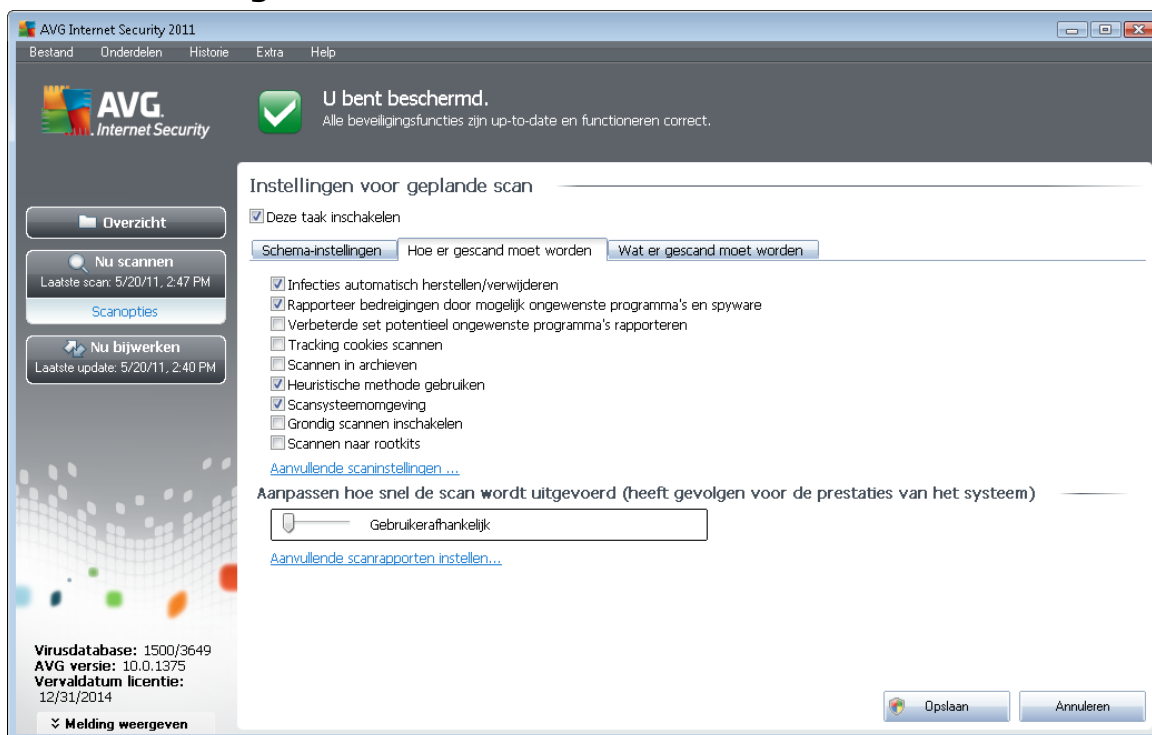 AVG Internet Security 2011
Bestand Onderdelen Historie Extra Help
AVG.
Internet Security
U bent beschermd.
Alle beveiligingsfuncties zijn up-to-date en functioneren correct.
Overzicht
Nu scannen
Laatste scan: 5/20/11, 2:47 PM
Scanopties
Nu bijwerken
Laatste update: 5/20/11, 2:40 PM
Instellingen voor geplande scan
Deze taak inschakelen
Schema-instellingen Hoe er gescand moet worden Wat er gescand moet worden
Infecties automatisch herstellen/verwijderen
Rapporteer bedreigingen door mogelijk ongewenste programma's en spyware
Verbeterde set potentieel ongewenste programma's rapporteren
Tracking cookies scannen
Scannen in archieven
Heuristische methode gebruiken
Scansysteemomgeving
Grondig scannen inschakelen
Scannen naar rootkits
Aanvullende scaninstellingen ...
Aanpassen hoe snel de scan wordt uitgevoerd (heeft gevolgen voor de prestaties van het systeem)
Gebruikerafhankelijk
Aanvullende scanrapporten instellen...
Virusdatabase: 1500/3649
AVG versie: 10.0.1375
Vervaldatum licentie:
12/31/2014
Melding weergeven
Opslaan Annuleren